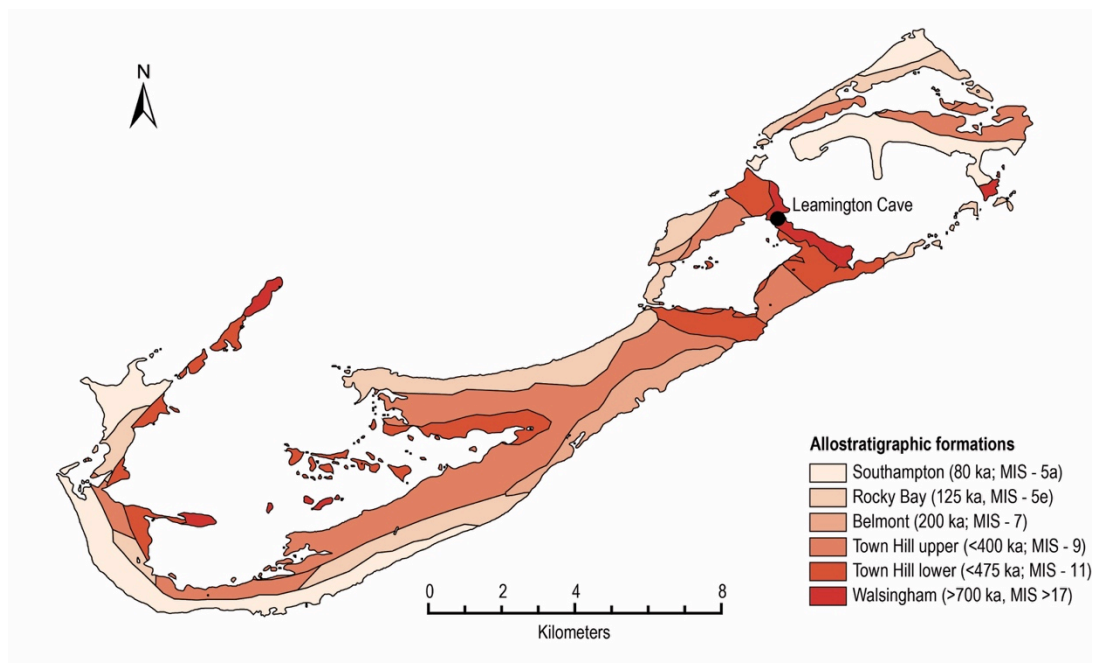 N
Leamington Cave
Allostratigraphic formations
Southampton (80 ka; MIS - 5a)
Rocky Bay (125 ka, MIS - 5e)
Belmont (200 ka; MIS - 7)
Town Hill upper (<400 ka; MIS - 9)
Town Hill lower (<475 ka; MIS - 11)
Walsingham (>700 ka, MIS >17)
0 2 4 8
Kilometers